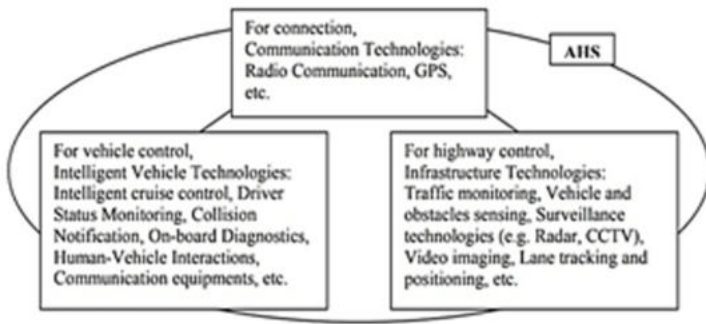 For connection,
Communication Technologies:
Radio Communication, GPS,
etc.
AHS
For vehicle control,
Intelligent Vehicle Technologies:
Intelligent cruise control, Driver
Status Monitoring, Collision
Notification, On-board Diagnostics,
Human-Vehicle Interactions,
Communication equipments, etc.
For highway control,
Infrastructure Technologies:
Traffic monitoring, Vehicle and
obstacles sensing, Surveillance
technologies (e.g. Radar, CCTV),
Video imaging, Lane tracking and
positioning, etc.